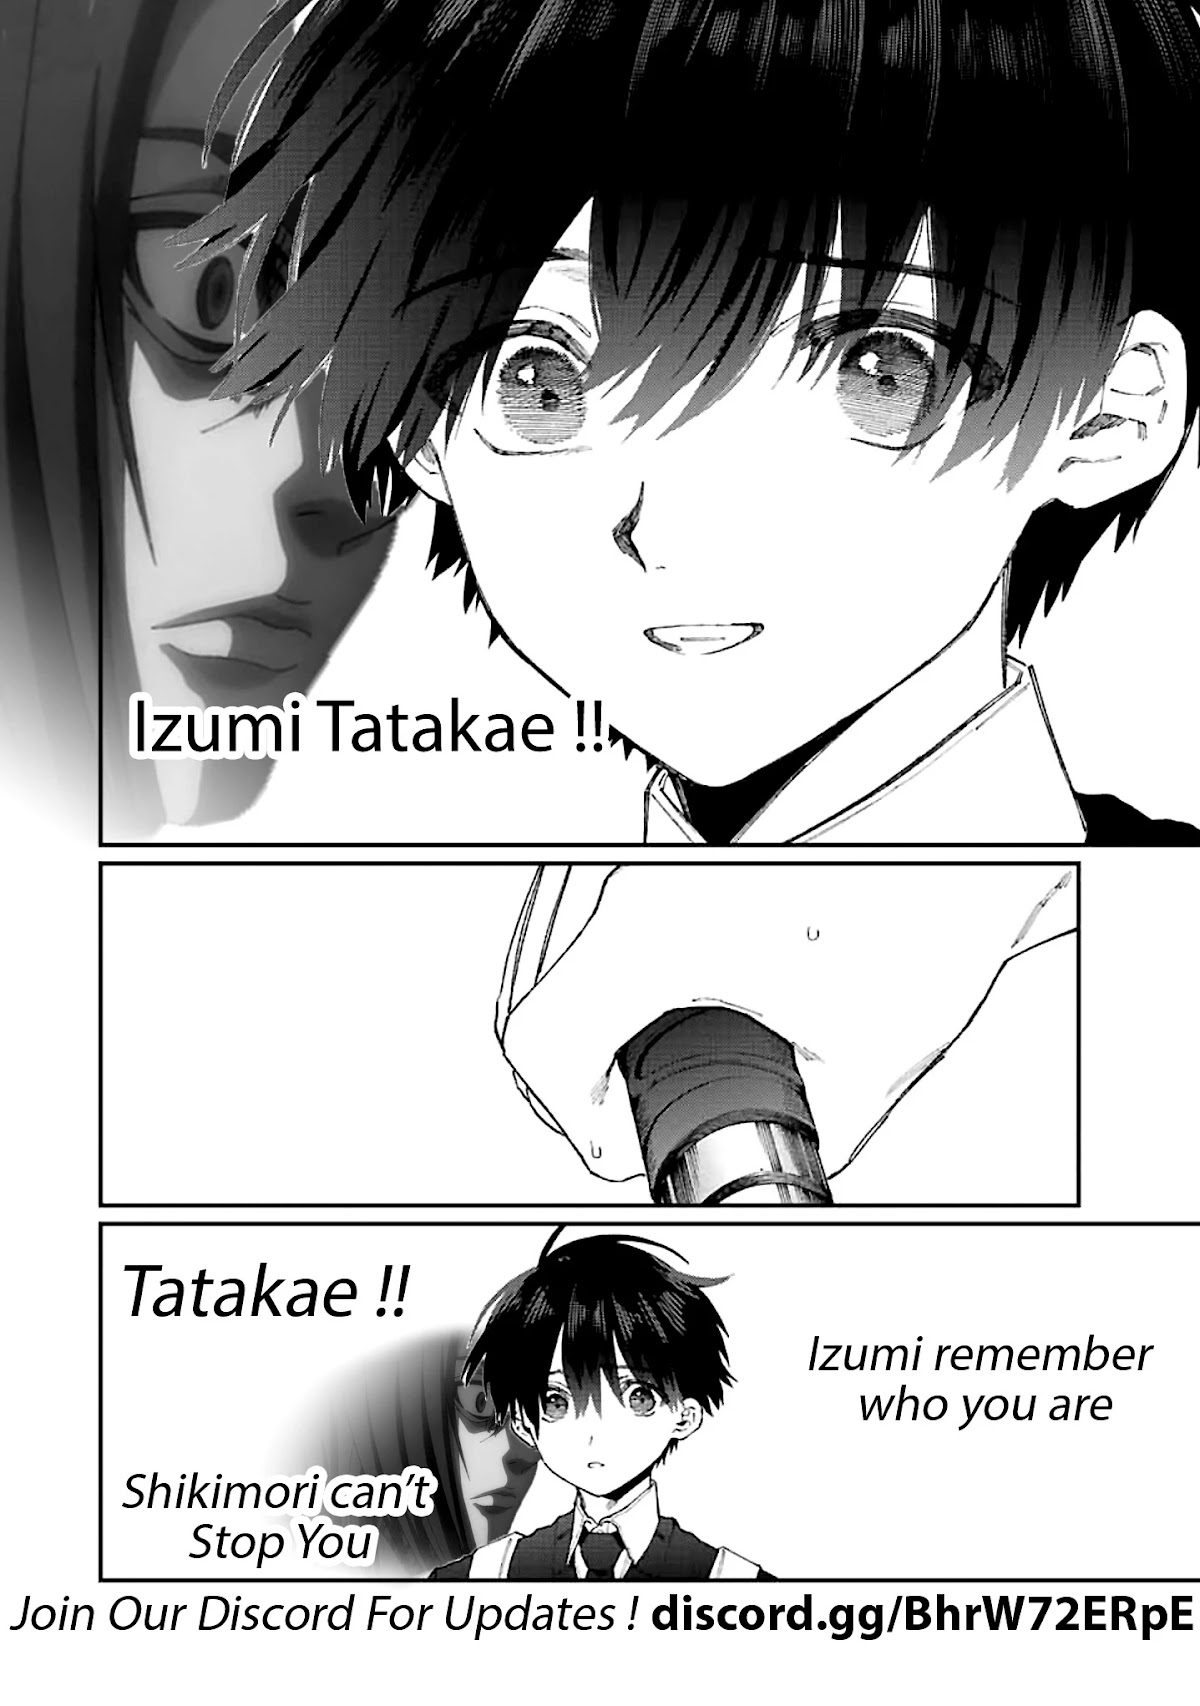 Izumi Tatakae !!
Tatakae !!
Izumi remember
who you are
Shikimori can't
Stop You
Join Our Discord For Updates ! discord.gg/BhrW72ERpE